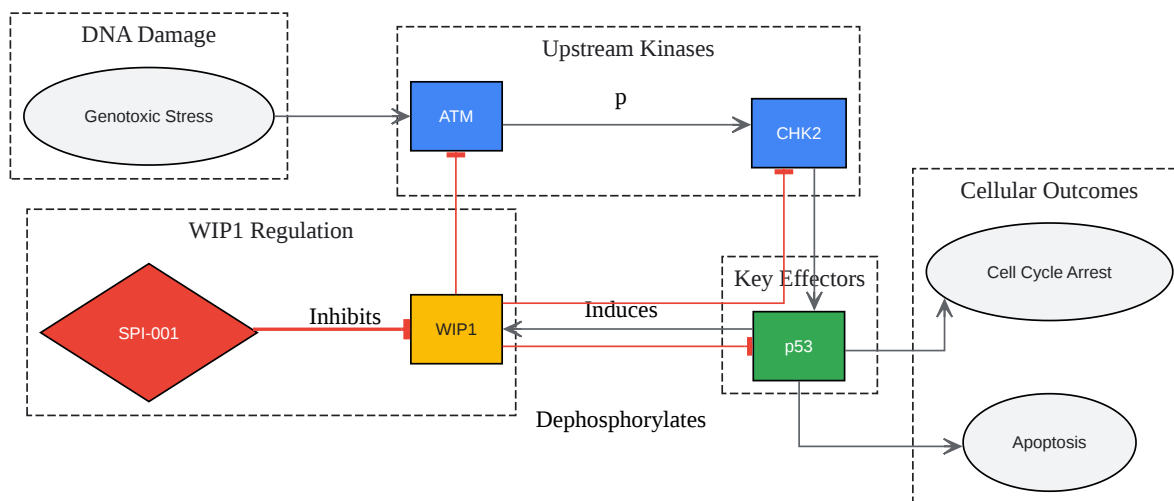 DNA Damage
Genotoxic Stress
Upstream Kinases
ATM
p
CHK2
WIP1 Regulation
SPI-001
Inhibits
WIP1
Induces
Dephosphorylates
Key Effectors
p53
Cellular Outcomes
Cell Cycle Arrest
Apoptosis